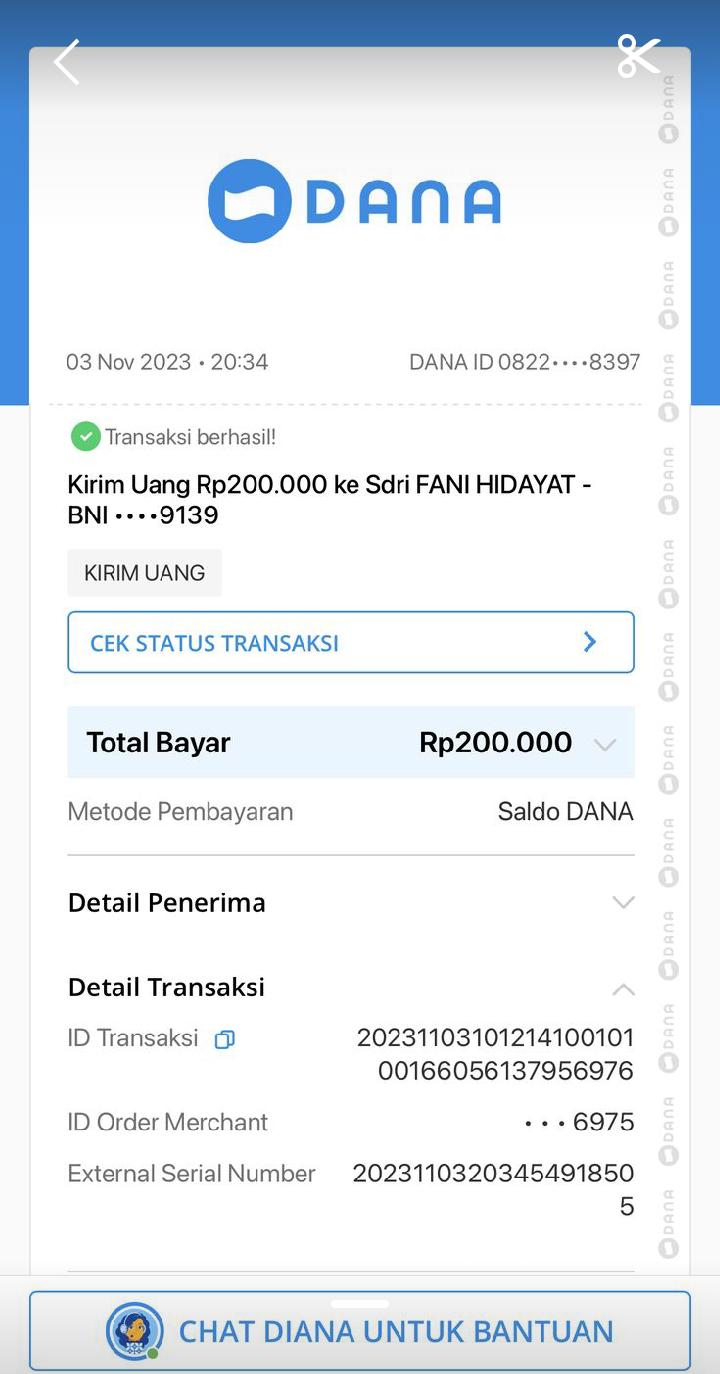 DANA
03 Nov 2023 • 20:34
DANA ID 0822••••8397
Transaksi berhasil!
Kirim Uang Rp200.000 ke Sdri FANI HIDAYAT -
BNI ••••9139
KIRIM UANG
CEK STATUS TRANSAKSI
Total Bayar Rp200.000
Metode Pembayaran Saldo DANA
Detail Penerima
Detail Transaksi
ID Transaksi 20231103101214100101
00166056137956976
ID Order Merchant • • • 6975
External Serial Number 2023110320345491850
5
CHAT DIANA UNTUK BANTUAN
DANA
DANA
DANA
DANA
DANA
DANA
DANA
DANA
DANA
DANA
DANA
DANA
DANA